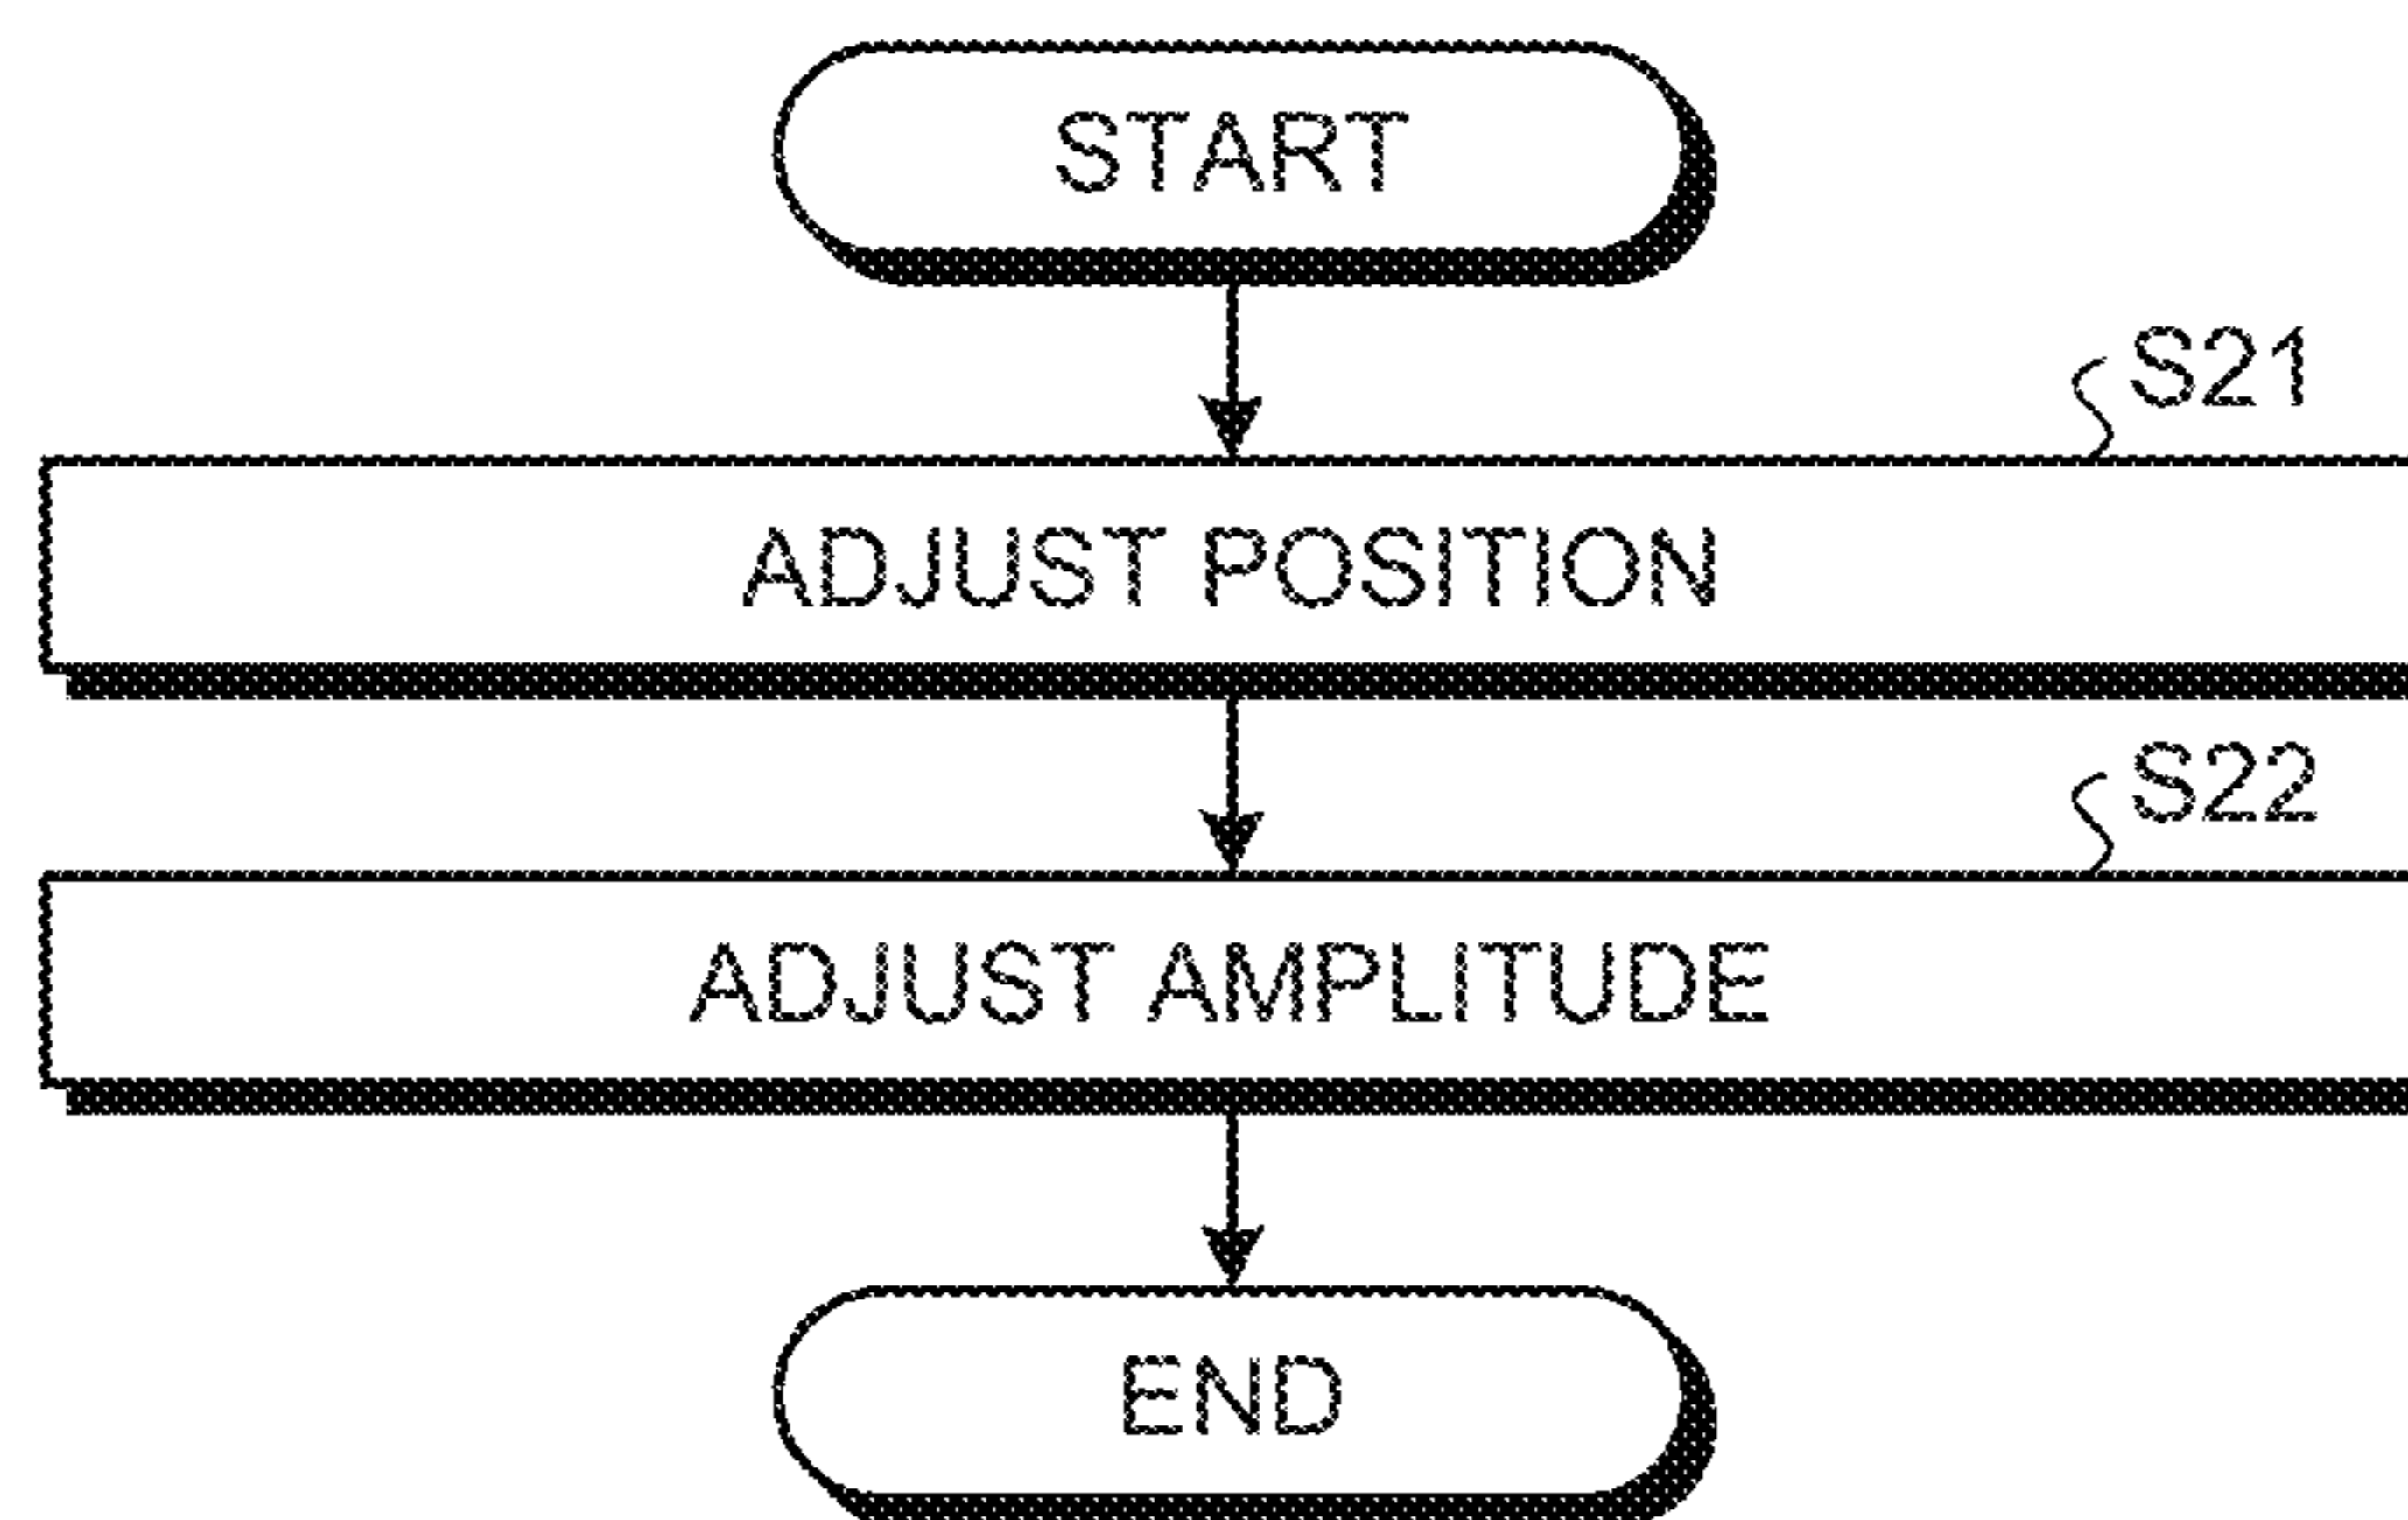 START
S21
ADJUST POSITION
S22
ADJUST AMPLITUDE
END